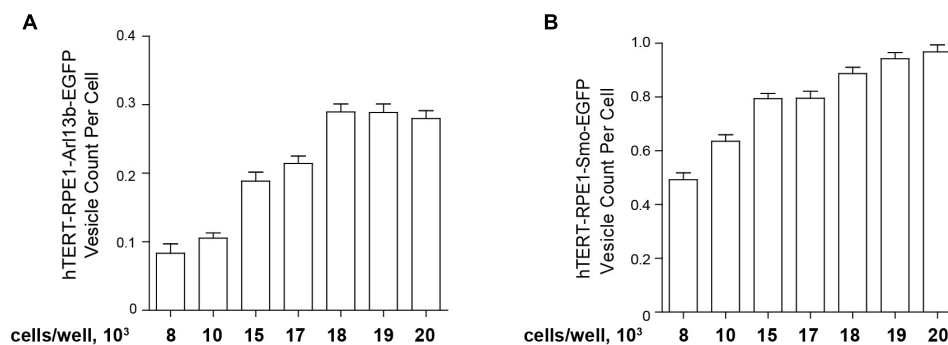 A
hTERT-RPE1-Arl13b-EGFP
Vesicle Count Per Cell
0.4
0.3
0.2
0.1
0
cells/well, 10³ 8 10 15 17 18 19 20
B
hTERT-RPE1-Smo-EGFP
Vesicle Count Per Cell
1.0
0.8
0.6
0.4
0.2
0
cells/well, 10³ 8 10 15 17 18 19 20